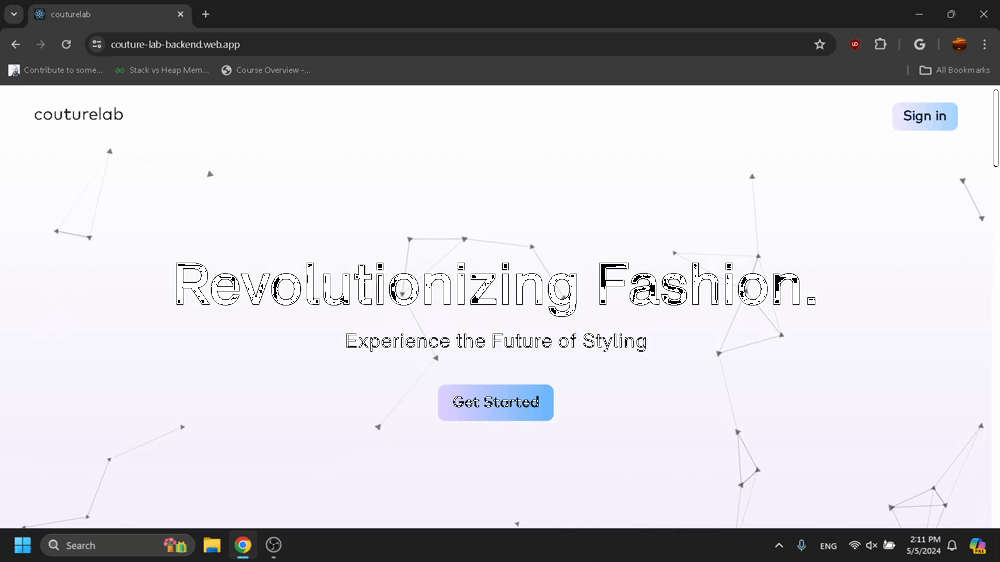 couturelab
couture-lab-backend.web.app
Contribute to some...
Stack vs Heap Mem...
Course Overview -...
All Bookmarks
couturelab
Sign in
Revolutionizing Fashion.
Experience the Future of Styling
Get Started
Search
ENG
2:11 PM
5/5/2024